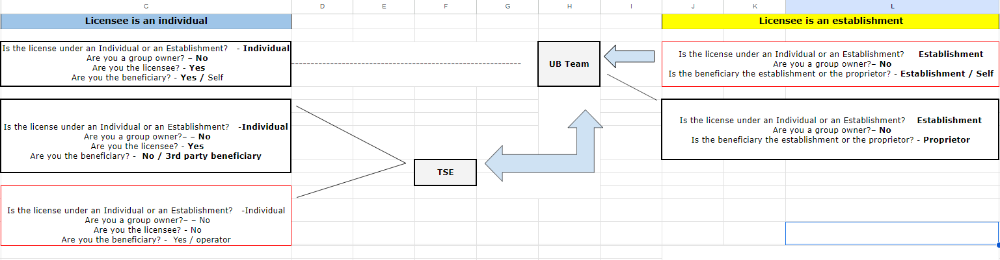 C D E F G H I J K L
Licensee is an individual
Licensee is an establishment
Is the license under an Individual or an Establishment? - Individual
Are you a group owner? – No
Are you the licensee? - Yes
Are you the beneficiary? - Yes / Self
--------------------------------------------------------
UB Team
Is the license under an Individual or an Establishment? Establishment
Are you a group owner?– No
Is the beneficiary the establishment or the proprietor? - Establishment / Self
Is the license under an Individual or an Establishment? -Individual
Are you a group owner?– – No
Are you the licensee? - Yes
Are you the beneficiary? - No / 3rd party beneficiary
Is the license under an Individual or an Establishment? Establishment
Are you a group owner?– No
Is the beneficiary the establishment or the proprietor? - Proprietor
TSE
Is the license under an Individual or an Establishment? -Individual
Are you a group owner?– – No
Are you the licensee? - No
Are you the beneficiary? - Yes / operator